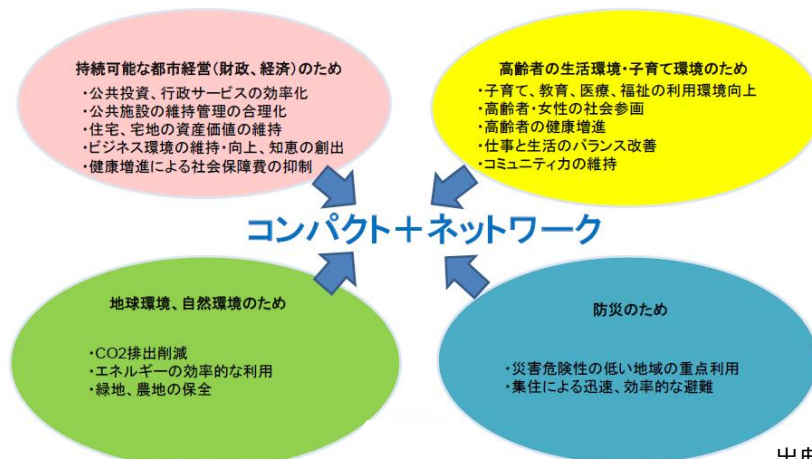 持続可能な都市経営(財政、経済)のため
・公共投資、行政サービスの効率化
・公共施設の維持管理の合理化
・住宅、宅地の資産価値の維持
・ビジネス環境の維持・向上、知恵の創出
・健康増進による社会保障費の抑制
高齢者の生活環境・子育て環境のため
・子育て、教育、医療、福祉の利用環境向上
・高齢者・女性の社会参画
・高齢者の健康増進
・仕事と生活のバランス改善
・コミュニティ力の維持
コンパクト+ネットワーク
地球環境、自然環境のため
・CO2排出削減
・エネルギーの効率的な利用
・緑地、農地の保全
防災のため
・災害危険性の低い地域の重点利用
・集住による迅速、効率的な避難